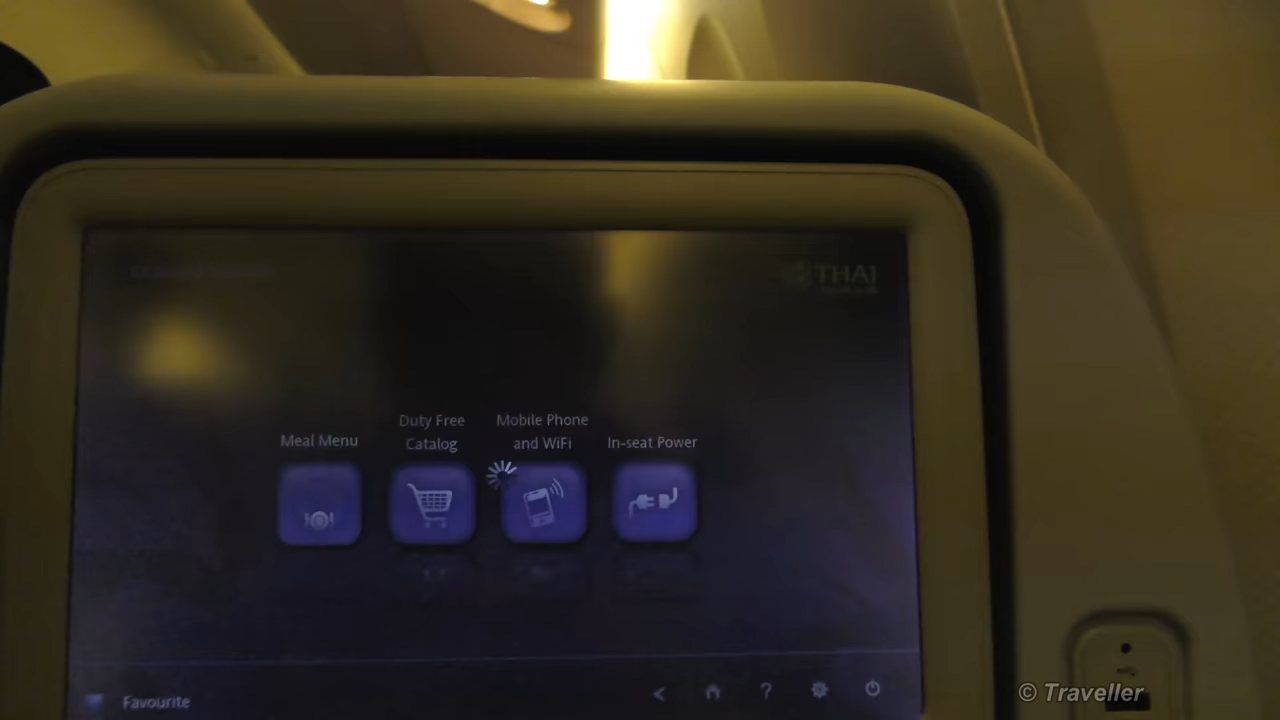 THAI
Duty Free
Catalog
Mobile Phone
and WiFi
Meal Menu
In-seat Power
Favourite
?
© Traveller